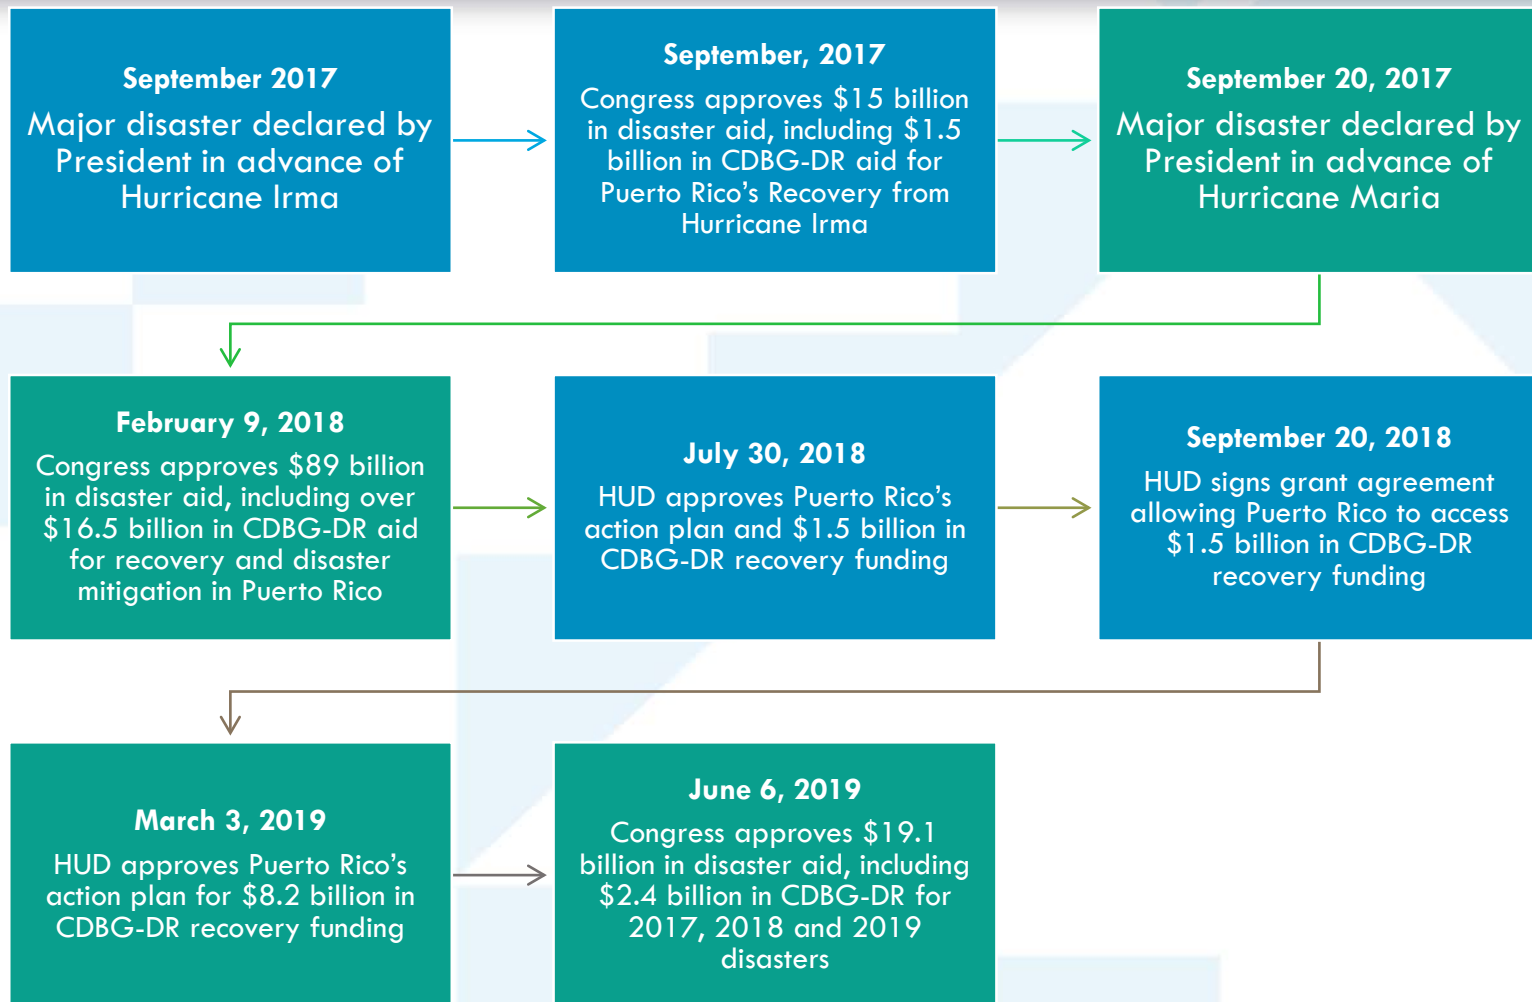 September 2017
Major disaster declared by
President in advance of
Hurricane Irma
September, 2017
Congress approves $15 billion
in disaster aid, including $1.5
billion in CDBG-DR aid for
Puerto Rico’s Recovery from
Hurricane Irma
September 20, 2017
Major disaster declared by
President in advance of
Hurricane Maria
February 9, 2018
Congress approves $89 billion
in disaster aid, including over
$16.5 billion in CDBG-DR aid
for recovery and disaster
mitigation in Puerto Rico
July 30, 2018
HUD approves Puerto Rico’s
action plan and $1.5 billion in
CDBG-DR recovery funding
September 20, 2018
HUD signs grant agreement
allowing Puerto Rico to access
$1.5 billion in CDBG-DR
recovery funding
March 3, 2019
HUD approves Puerto Rico’s
action plan for $8.2 billion in
CDBG-DR recovery funding
June 6, 2019
Congress approves $19.1
billion in disaster aid, including
$2.4 billion in CDBG-DR for
2017, 2018 and 2019
disasters